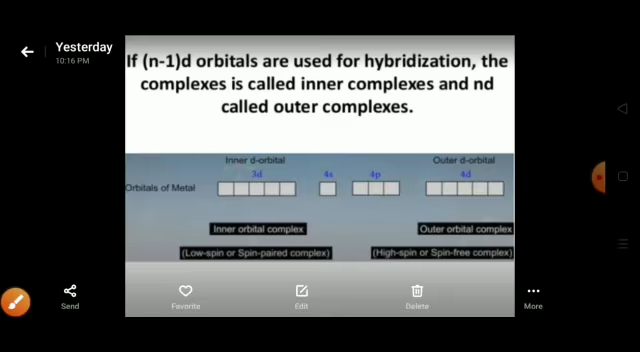 Yesterday
10:16 PM
If (n-1)d orbitals are used for hybridization, the
complexes is called inner complexes and nd
called outer complexes.
Inner d-orbital Outer d-orbital
3d 4s 4p 4d
Orbitals of Metal
Inner orbital complex Outer orbital complex
(Low-spin or Spin-paired complex) (High-spin or Spin-free complex)
Send Favorite Edit Delete More